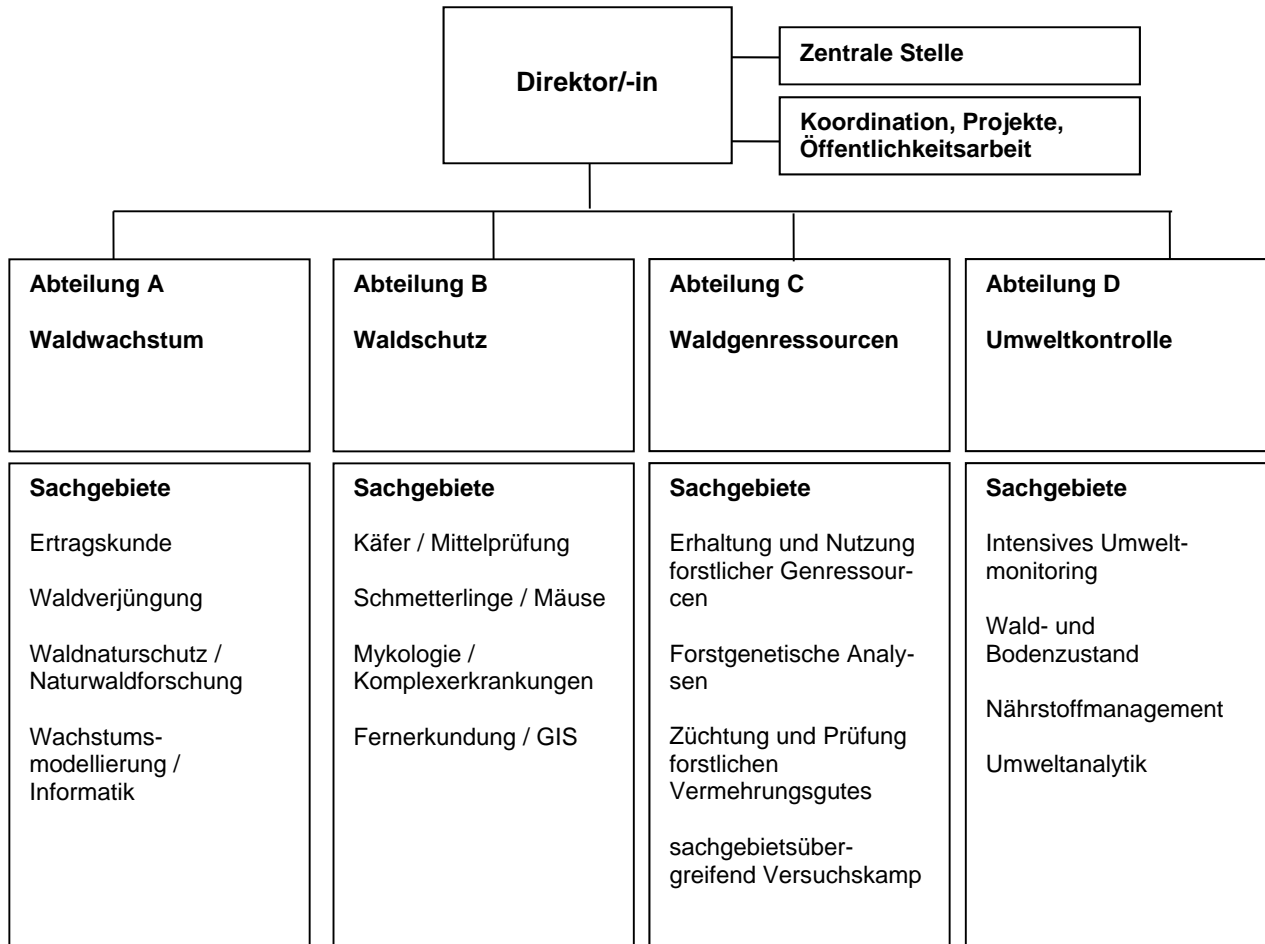 Direktor/-in
Zentrale Stelle
Koordination, Projekte,
Öffentlichkeitsarbeit
Abteilung A
Waldwachstum
Abteilung B
Waldschutz
Abteilung C
Waldgenressourcen
Abteilung D
Umweltkontrolle
Sachgebiete
Ertragskunde
Waldverjüngung
Waldnaturschutz /
Naturwaldforschung
Wachstums-
modellierung /
Informatik
Sachgebiete
Käfer / Mittelprüfung
Schmetterlinge / Mäuse
Mykologie /
Komplexerkrankungen
Fernerkundung / GIS
Sachgebiete
Erhaltung und Nutzung
forstlicher Genressour-
cen
Forstgenetische Analy-
sen
Züchtung und Prüfung
forstlichen
Vermehrungsgutes
sachgebietsüber-
greifend Versuchskamp
Sachgebiete
Intensives Umwelt-
monitoring
Wald- und
Bodenzustand
Nährstoffmanagement
Umweltanalytik